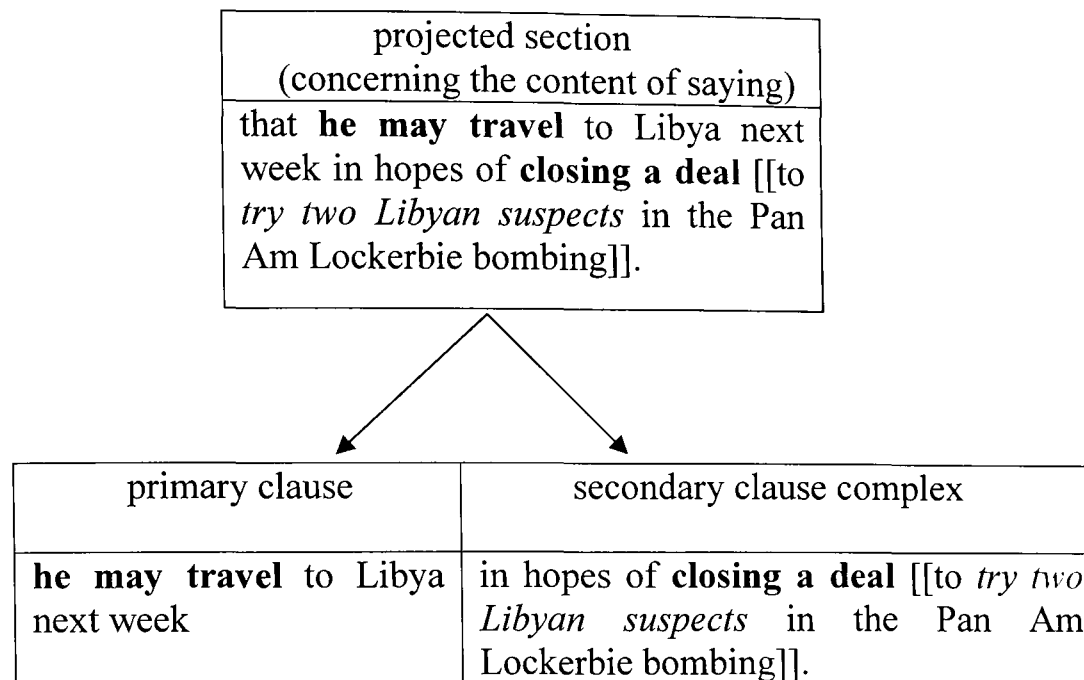 projected section
(concerning the content of saying)
that he may travel to Libya next
week in hopes of closing a deal [[to
try two Libyan suspects in the Pan
Am Lockerbie bombing]].
primary clause
secondary clause complex
he may travel to Libya
next week
in hopes of closing a deal [[to try two
Libyan suspects in the Pan Am
Lockerbie bombing]].